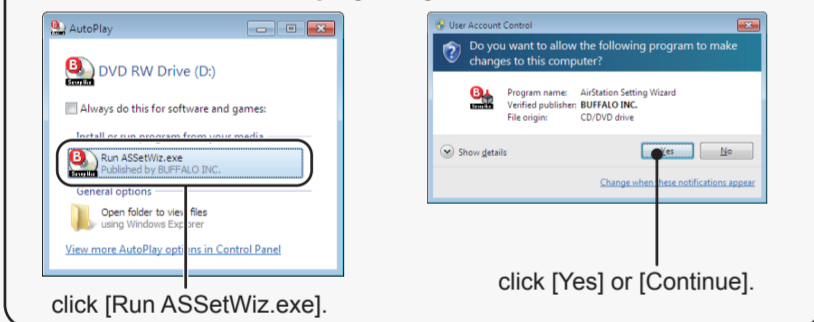 AutoPlay
DVD RW Drive (D:)
Always do this for software and games:
Install or run program from your media
Run ASSetWiz.exe
Published by BUFFALO INC.
General options
Open folder to view files
using Windows Explorer
View more AutoPlay options in Control Panel
click [Run ASSetWiz.exe].
User Account Control
Do you want to allow the following program to make
changes to this computer?
Program name: AirStation Setting Wizard
Verified publisher: BUFFALO INC.
File origin: CD/DVD drive
Show details
Yes
No
Change when these notifications appear
click [Yes] or [Continue].